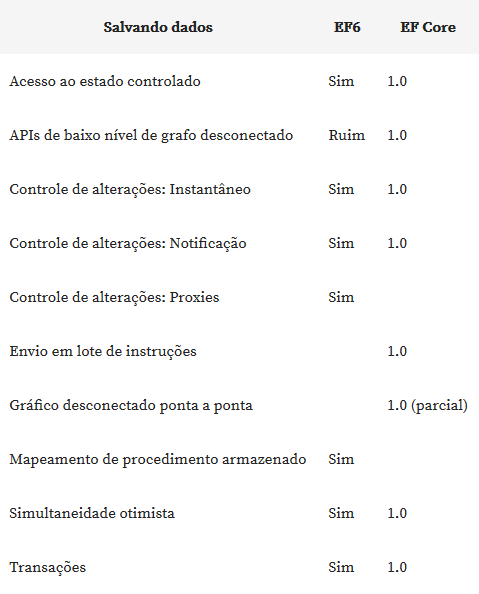 Salvando dados EF6 EF Core
Acesso ao estado controlado Sim 1.0
APIs de baixo nível de grafo desconectado Ruim 1.0
Controle de alterações: Instantâneo Sim 1.0
Controle de alterações: Notificação Sim 1.0
Controle de alterações: Proxies Sim
Envio em lote de instruções 1.0
Gráfico desconectado ponta a ponta 1.0 (parcial)
Mapeamento de procedimento armazenado Sim
Simultaneidade otimista Sim 1.0
Transações Sim 1.0